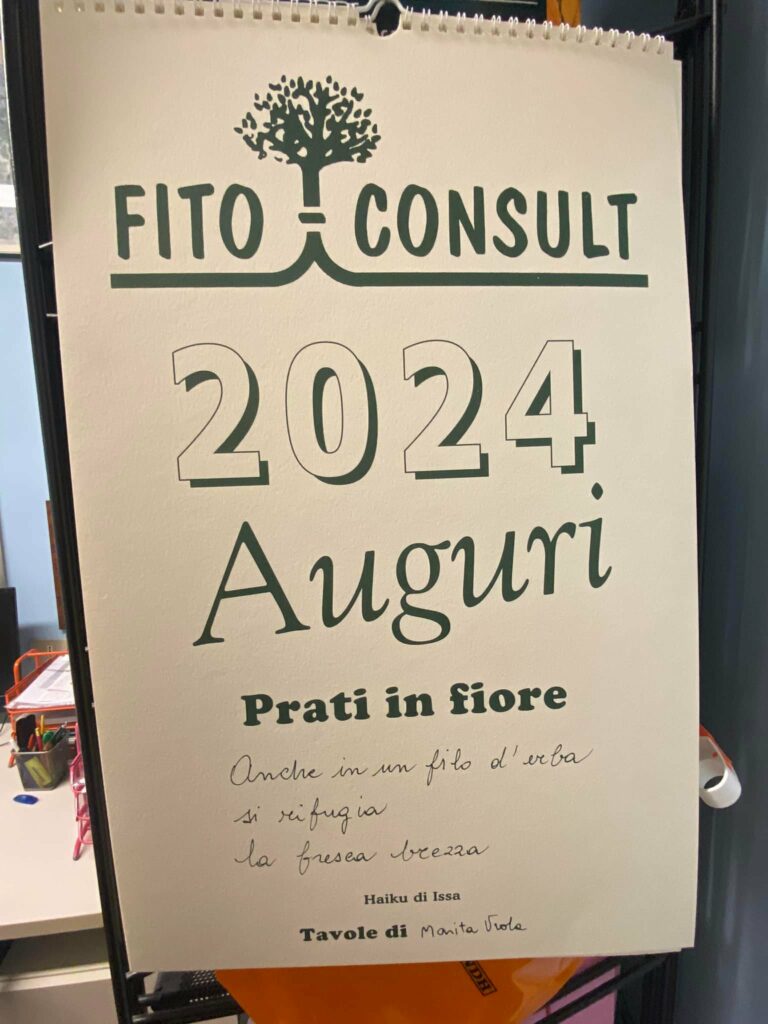 FITO - CONSULT
2024
Auguri
Prati in fiore
Anche in un filo d'erba
si rifugia
la fresca brezza
Haiku di Issa
Tavole di Marita Viola